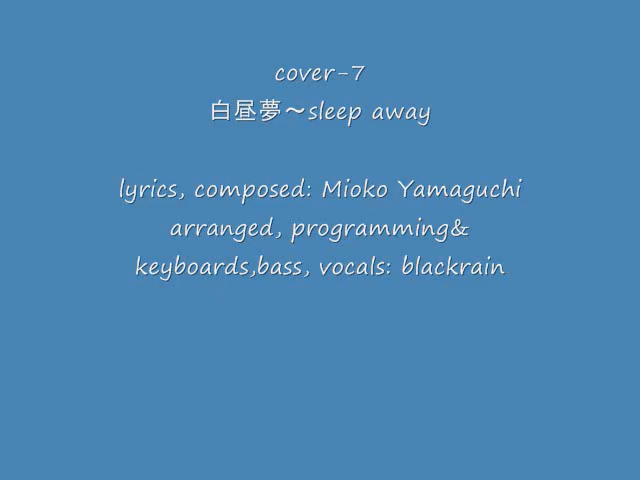 cover-7
白昼夢～sleep away
lyrics, composed: Mioko Yamaguchi
arranged, programming&
keyboards,bass, vocals: blackrain